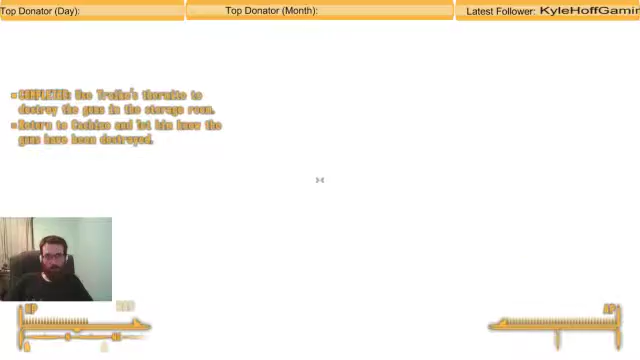 Top Donator (Day):
Top Donator (Month):
Latest Follower: KyleHoffGamin
COMPLETED: Use Troike's thermite to
destroy the guns in the storage room.
Return to Cachino and let him know the
guns have been destroyed.
HP
AP